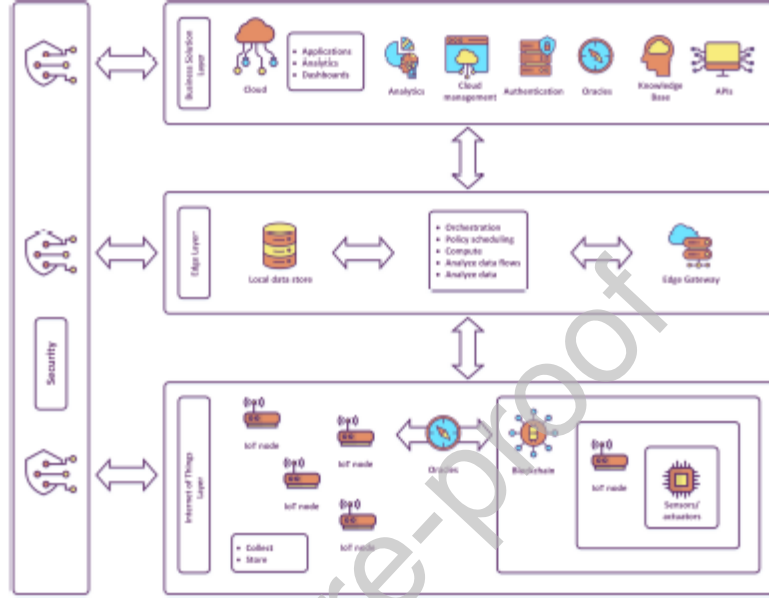 Business Solution
Layer
Cloud
Applications
Analytics
Dashboards
Analytics
Cloud
management
Authentication
Oracles
Knowledge
Base
APIs
Edge Layer
Local data store
Orchestration
Policy scheduling
Compute
Analyze data flows
Analyze data
Edge Gateway
Security
Internet of Things
Layer
IoT node
IoT node
IoT node
IoT node
Collect
Store
Oracles
Blockchain
IoT node
Sensors/
actuators
re-proof